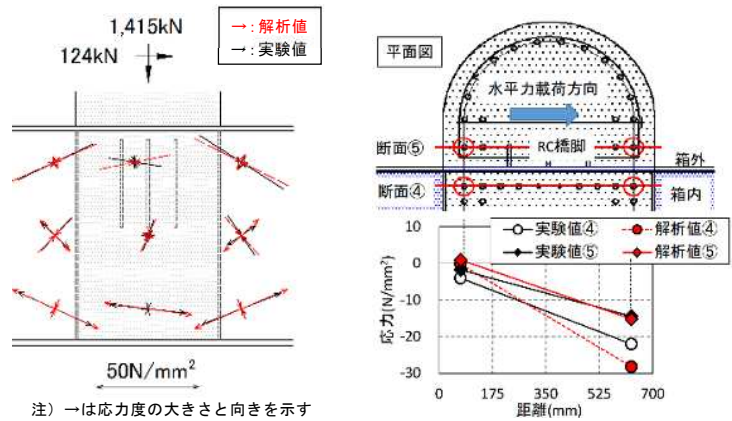 1,415kN
124kN
→: 解析値
→: 実験値
50N/mm²
注）→は応力度の大きさと向きを示す
平面図
水平力載荷方向
断面⑤
RC橋脚
箱外
断面④
箱内
実験値④
解析値④
実験値⑤
解析値⑤
10
0
-10
-20
-30
応力(N/mm²)
0
175
350
525
700
距離(mm)